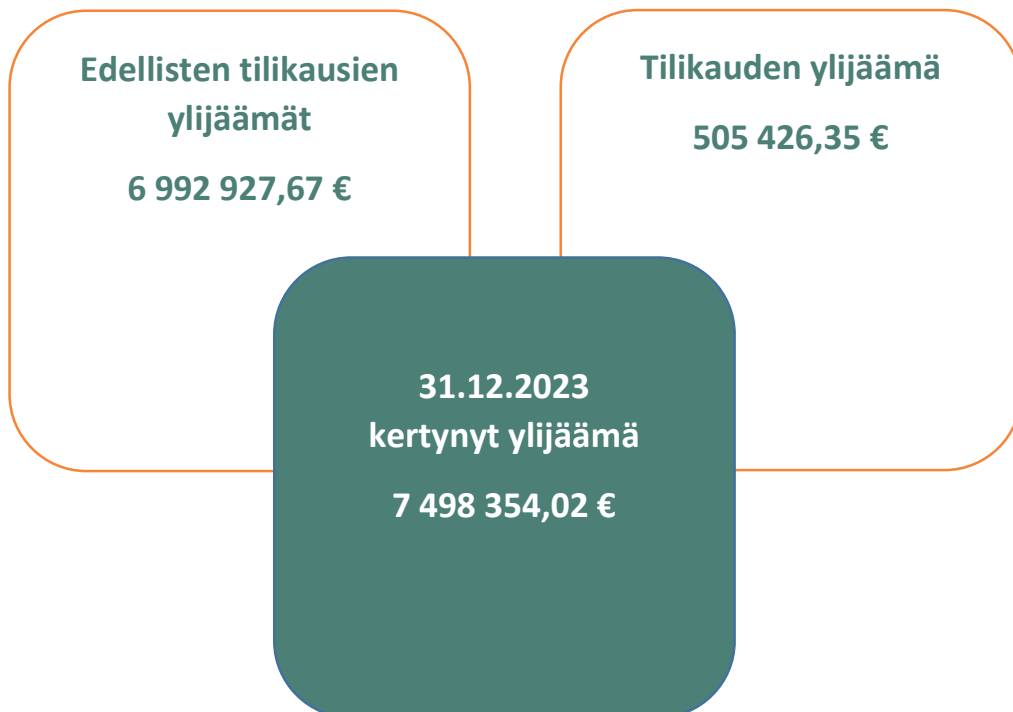 Edellisten tilikausien
ylijäämät
6 992 927,67 €
Tilikauden ylijäämä
505 426,35 €
31.12.2023
kertynyt ylijäämä
7 498 354,02 €